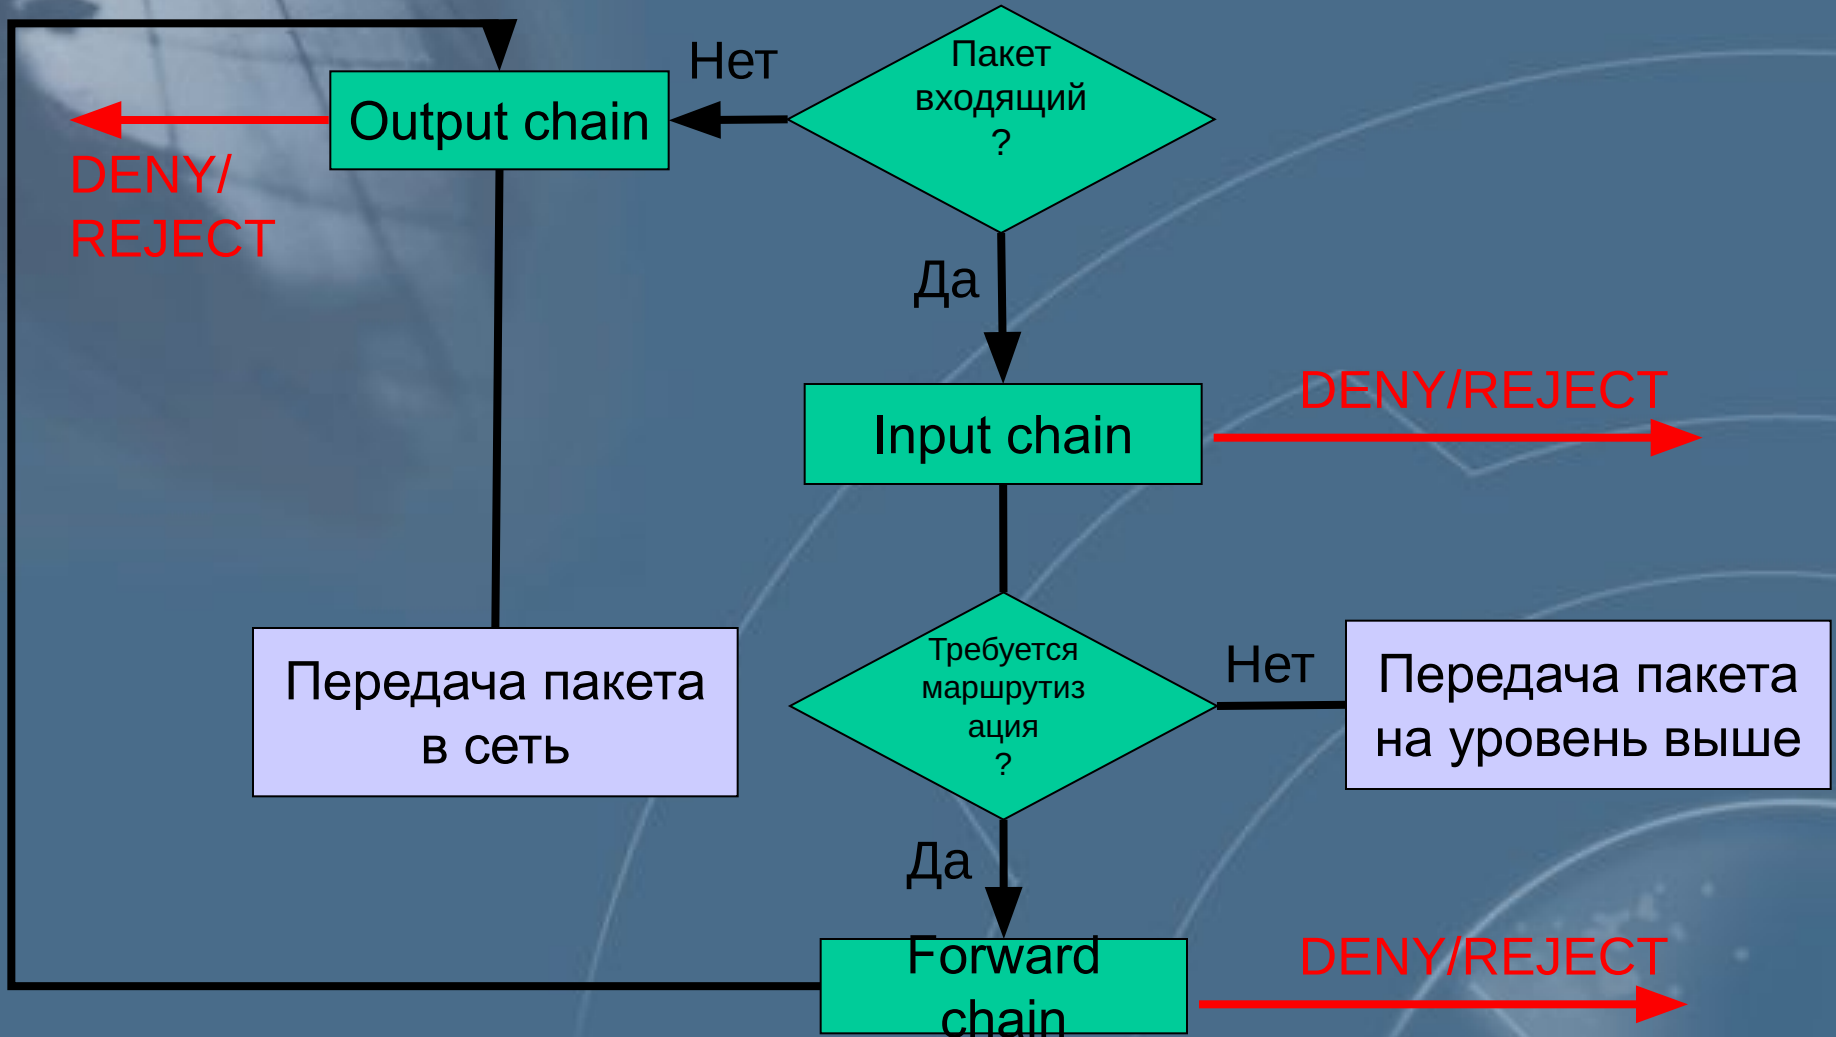 Пакет
входящий
?
Нет
Output chain
DENY/
REJECT
Да
Input chain
DENY/REJECT
Передача пакета
в сеть
Требуется
маршрутиз
ация
?
Нет
Передача пакета
на уровень выше
Да
Forward
chain
DENY/REJECT